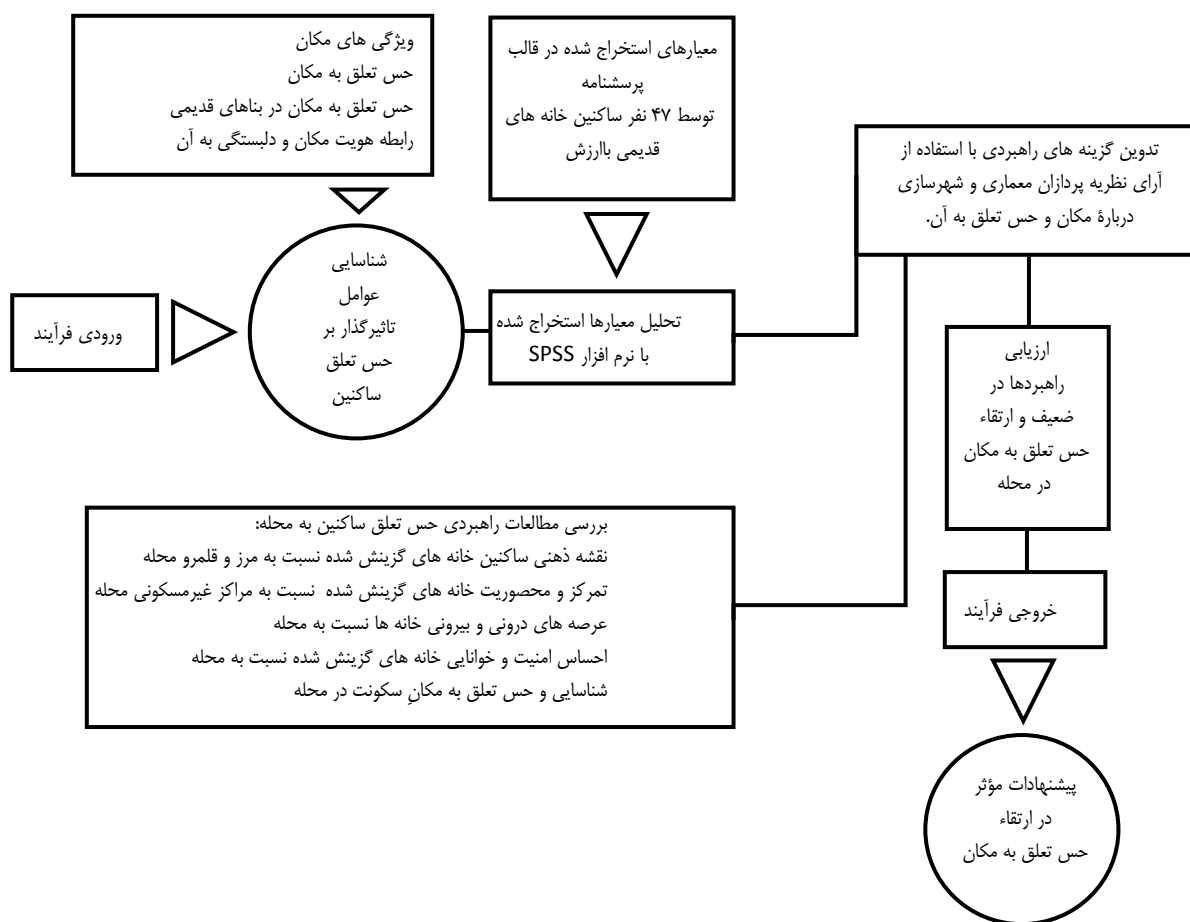 ویژگی های مکان
حس تعلق به مکان
حس تعلق به مکان در بناهای قدیمی
رابطه هویت مکان و دلبستگی به آن
معیارهای استخراج شده در قالب
پرسشنامه
توسط ۴۷ نفر ساکنین خانه های
قدیمی باارزش
تدوین گزینه های راهبردی با استفاده از
آرای نظریه پردازان معماری و شهرسازی
دربارۀ مکان و حس تعلق به آن.
ورودی فرآیند
شناسایی
عوامل
تاثیرگذار بر
حس تعلق
ساکنین
تحلیل معیارها استخراج شده
با نرم افزار SPSS
ارزیابی
راهبردها در
ضعیف و ارتقاء
حس تعلق به مکان
در محله
بررسی مطالعات راهبردی حس تعلق ساکنین به محله:
نقشه ذهنی ساکنین خانه های گزینش شده نسبت به مرز و قلمرو محله
تمرکز و محصوریت خانه های گزینش شده نسبت به مراکز غیرمسکونی محله
عرصه های درونی و بیرونی خانه ها نسبت به محله
احساس امنیت و خوانایی خانه های گزینش شده نسبت به محله
شناسایی و حس تعلق به مکانِ سکونت در محله
خروجی فرآیند
پیشنهادات مؤثر
در ارتقاء
حس تعلق به مکان